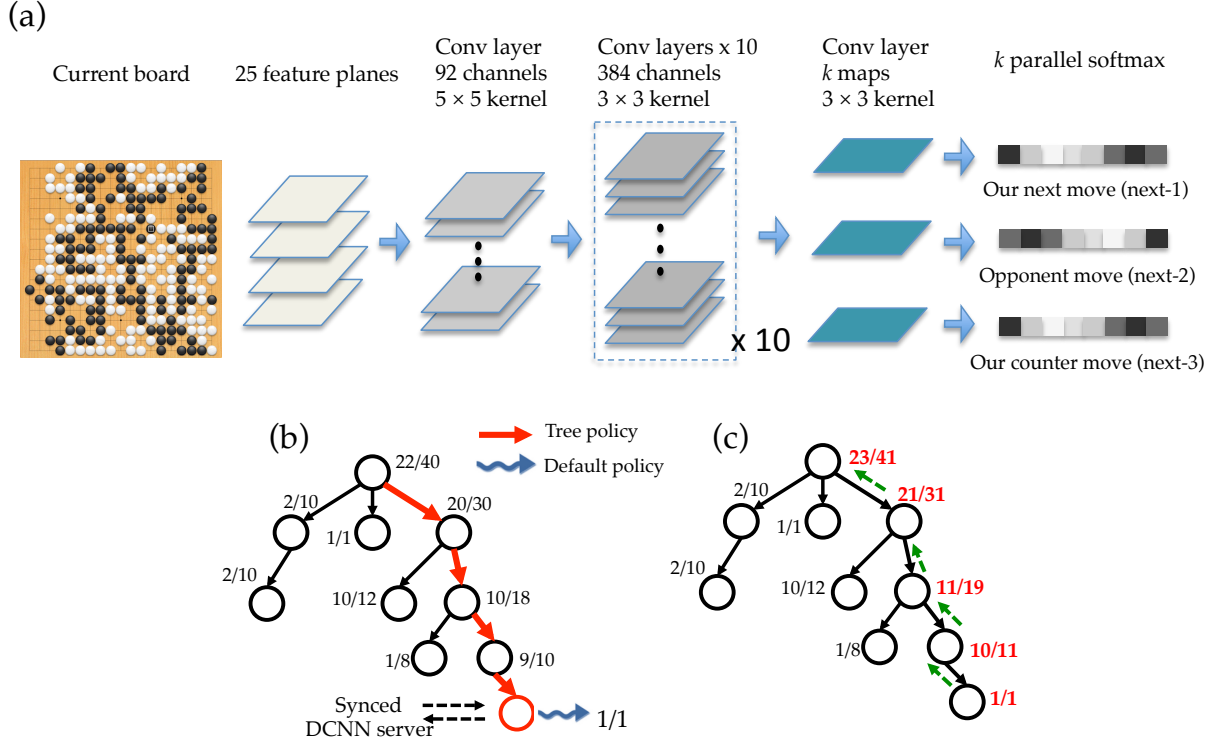 (a)
Current board
25 feature planes
Conv layer
92 channels
5 × 5 kernel
Conv layers x 10
384 channels
3 × 3 kernel
Conv layer
k maps
3 × 3 kernel
k parallel softmax
x 10
Our next move (next-1)
Opponent move (next-2)
Our counter move (next-3)
(b)
Tree policy
Default policy
22/40
2/10
1/1
20/30
2/10
10/12
10/18
1/8
9/10
Synced
DCNN server
1/1
(c)
23/41
2/10
1/1
21/31
2/10
10/12
11/19
1/8
10/11
1/1